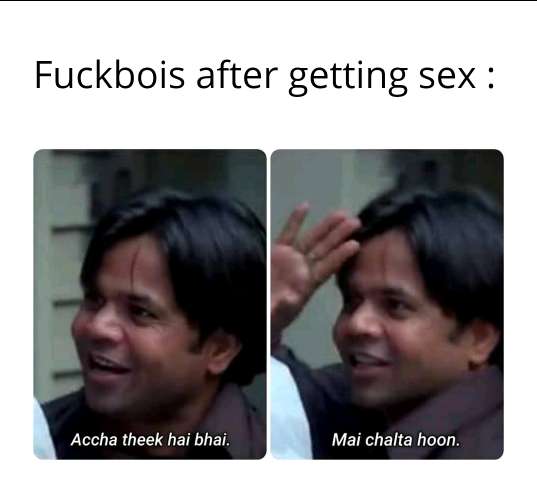 Fuckbois after getting sex :
Accha theek hai bhai.
Mai chalta hoon.